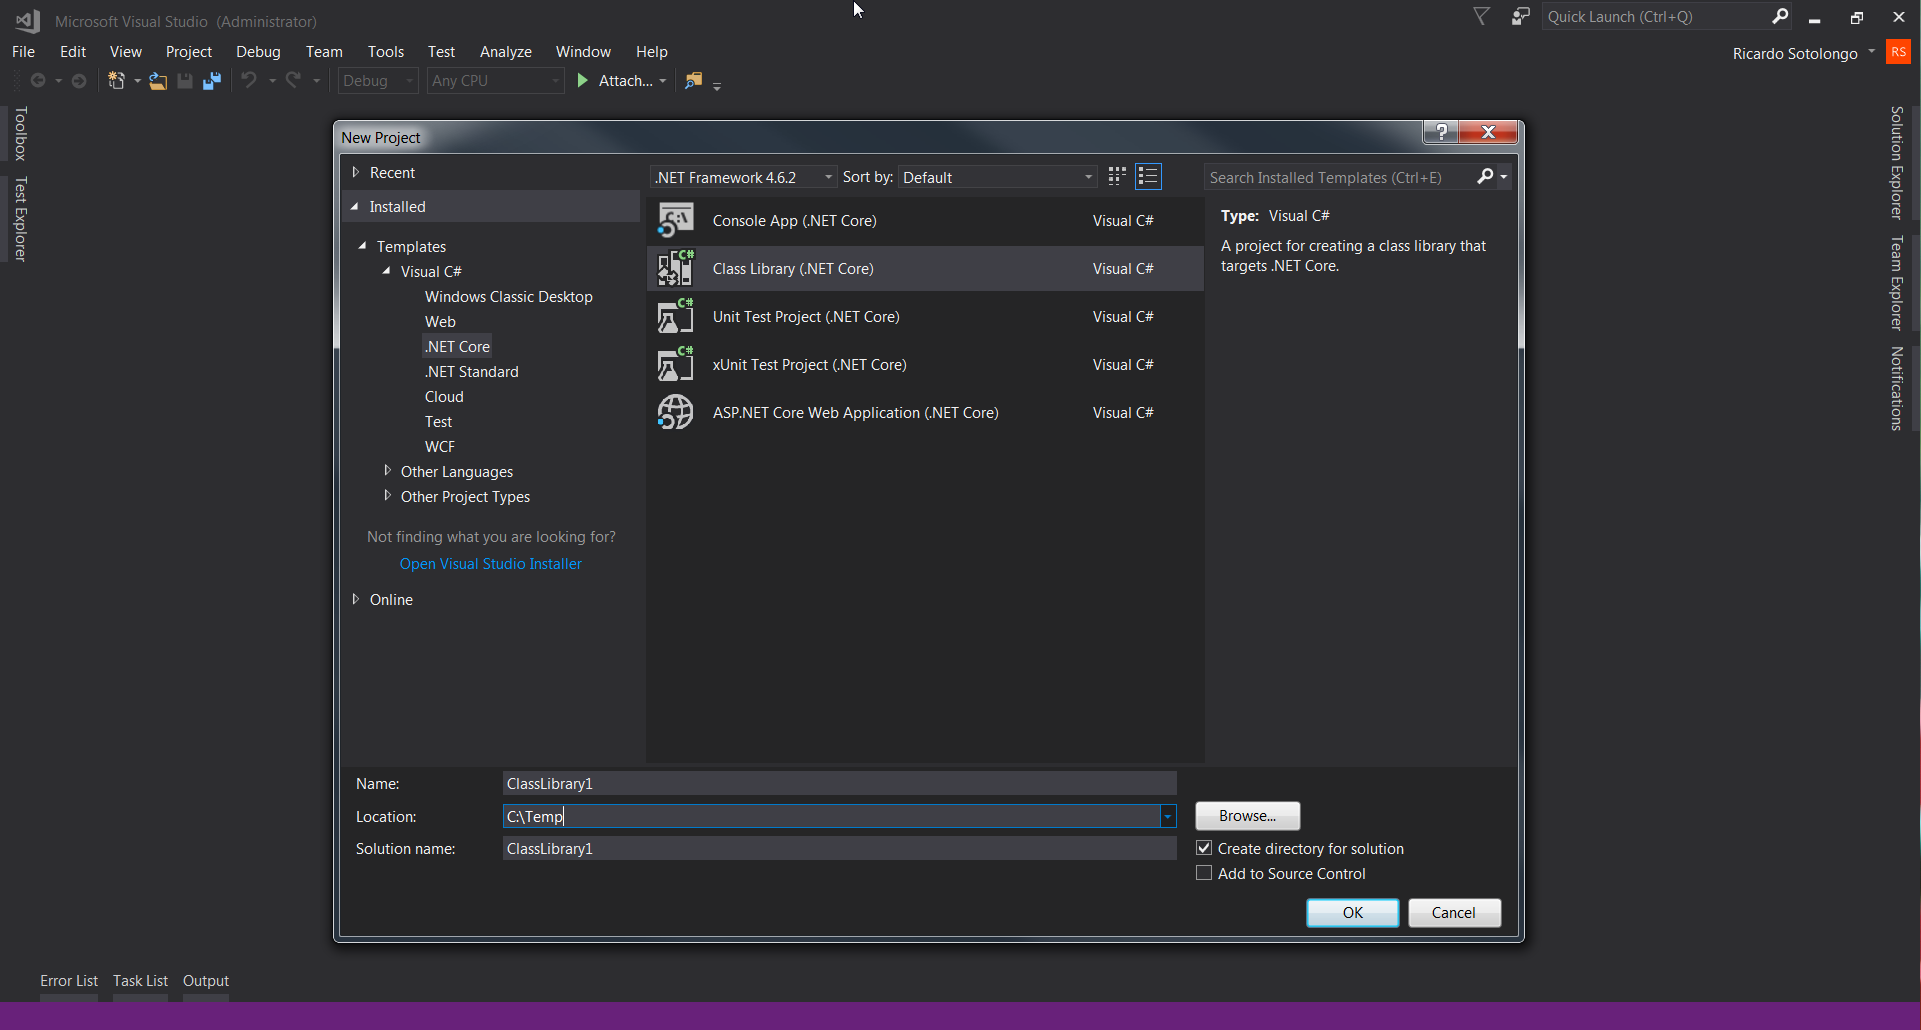 Microsoft Visual Studio (Administrator)
Quick Launch (Ctrl+Q)
File Edit View Project Debug Team Tools Test Analyze Window Help
Ricardo Sotolongo RS
Debug Any CPU Attach...
Toolbox
Test Explorer
Solution Explorer
Team Explorer
Notifications
New Project
?
Recent
Installed
Templates
Visual C#
Windows Classic Desktop
Web
.NET Core
.NET Standard
Cloud
Test
WCF
Other Languages
Other Project Types
Not finding what you are looking for?
Open Visual Studio Installer
Online
.NET Framework 4.6.2 Sort by: Default
C:\ Console App (.NET Core) Visual C#
C# Class Library (.NET Core) Visual C#
C# Unit Test Project (.NET Core) Visual C#
C# xUnit Test Project (.NET Core) Visual C#
ASP.NET Core Web Application (.NET Core) Visual C#
Search Installed Templates (Ctrl+E)
Type: Visual C#
A project for creating a class library that
targets .NET Core.
Name: ClassLibrary1
Location: C:\Temp Browse...
Solution name: ClassLibrary1
Create directory for solution
Add to Source Control
OK Cancel
Error List Task List Output